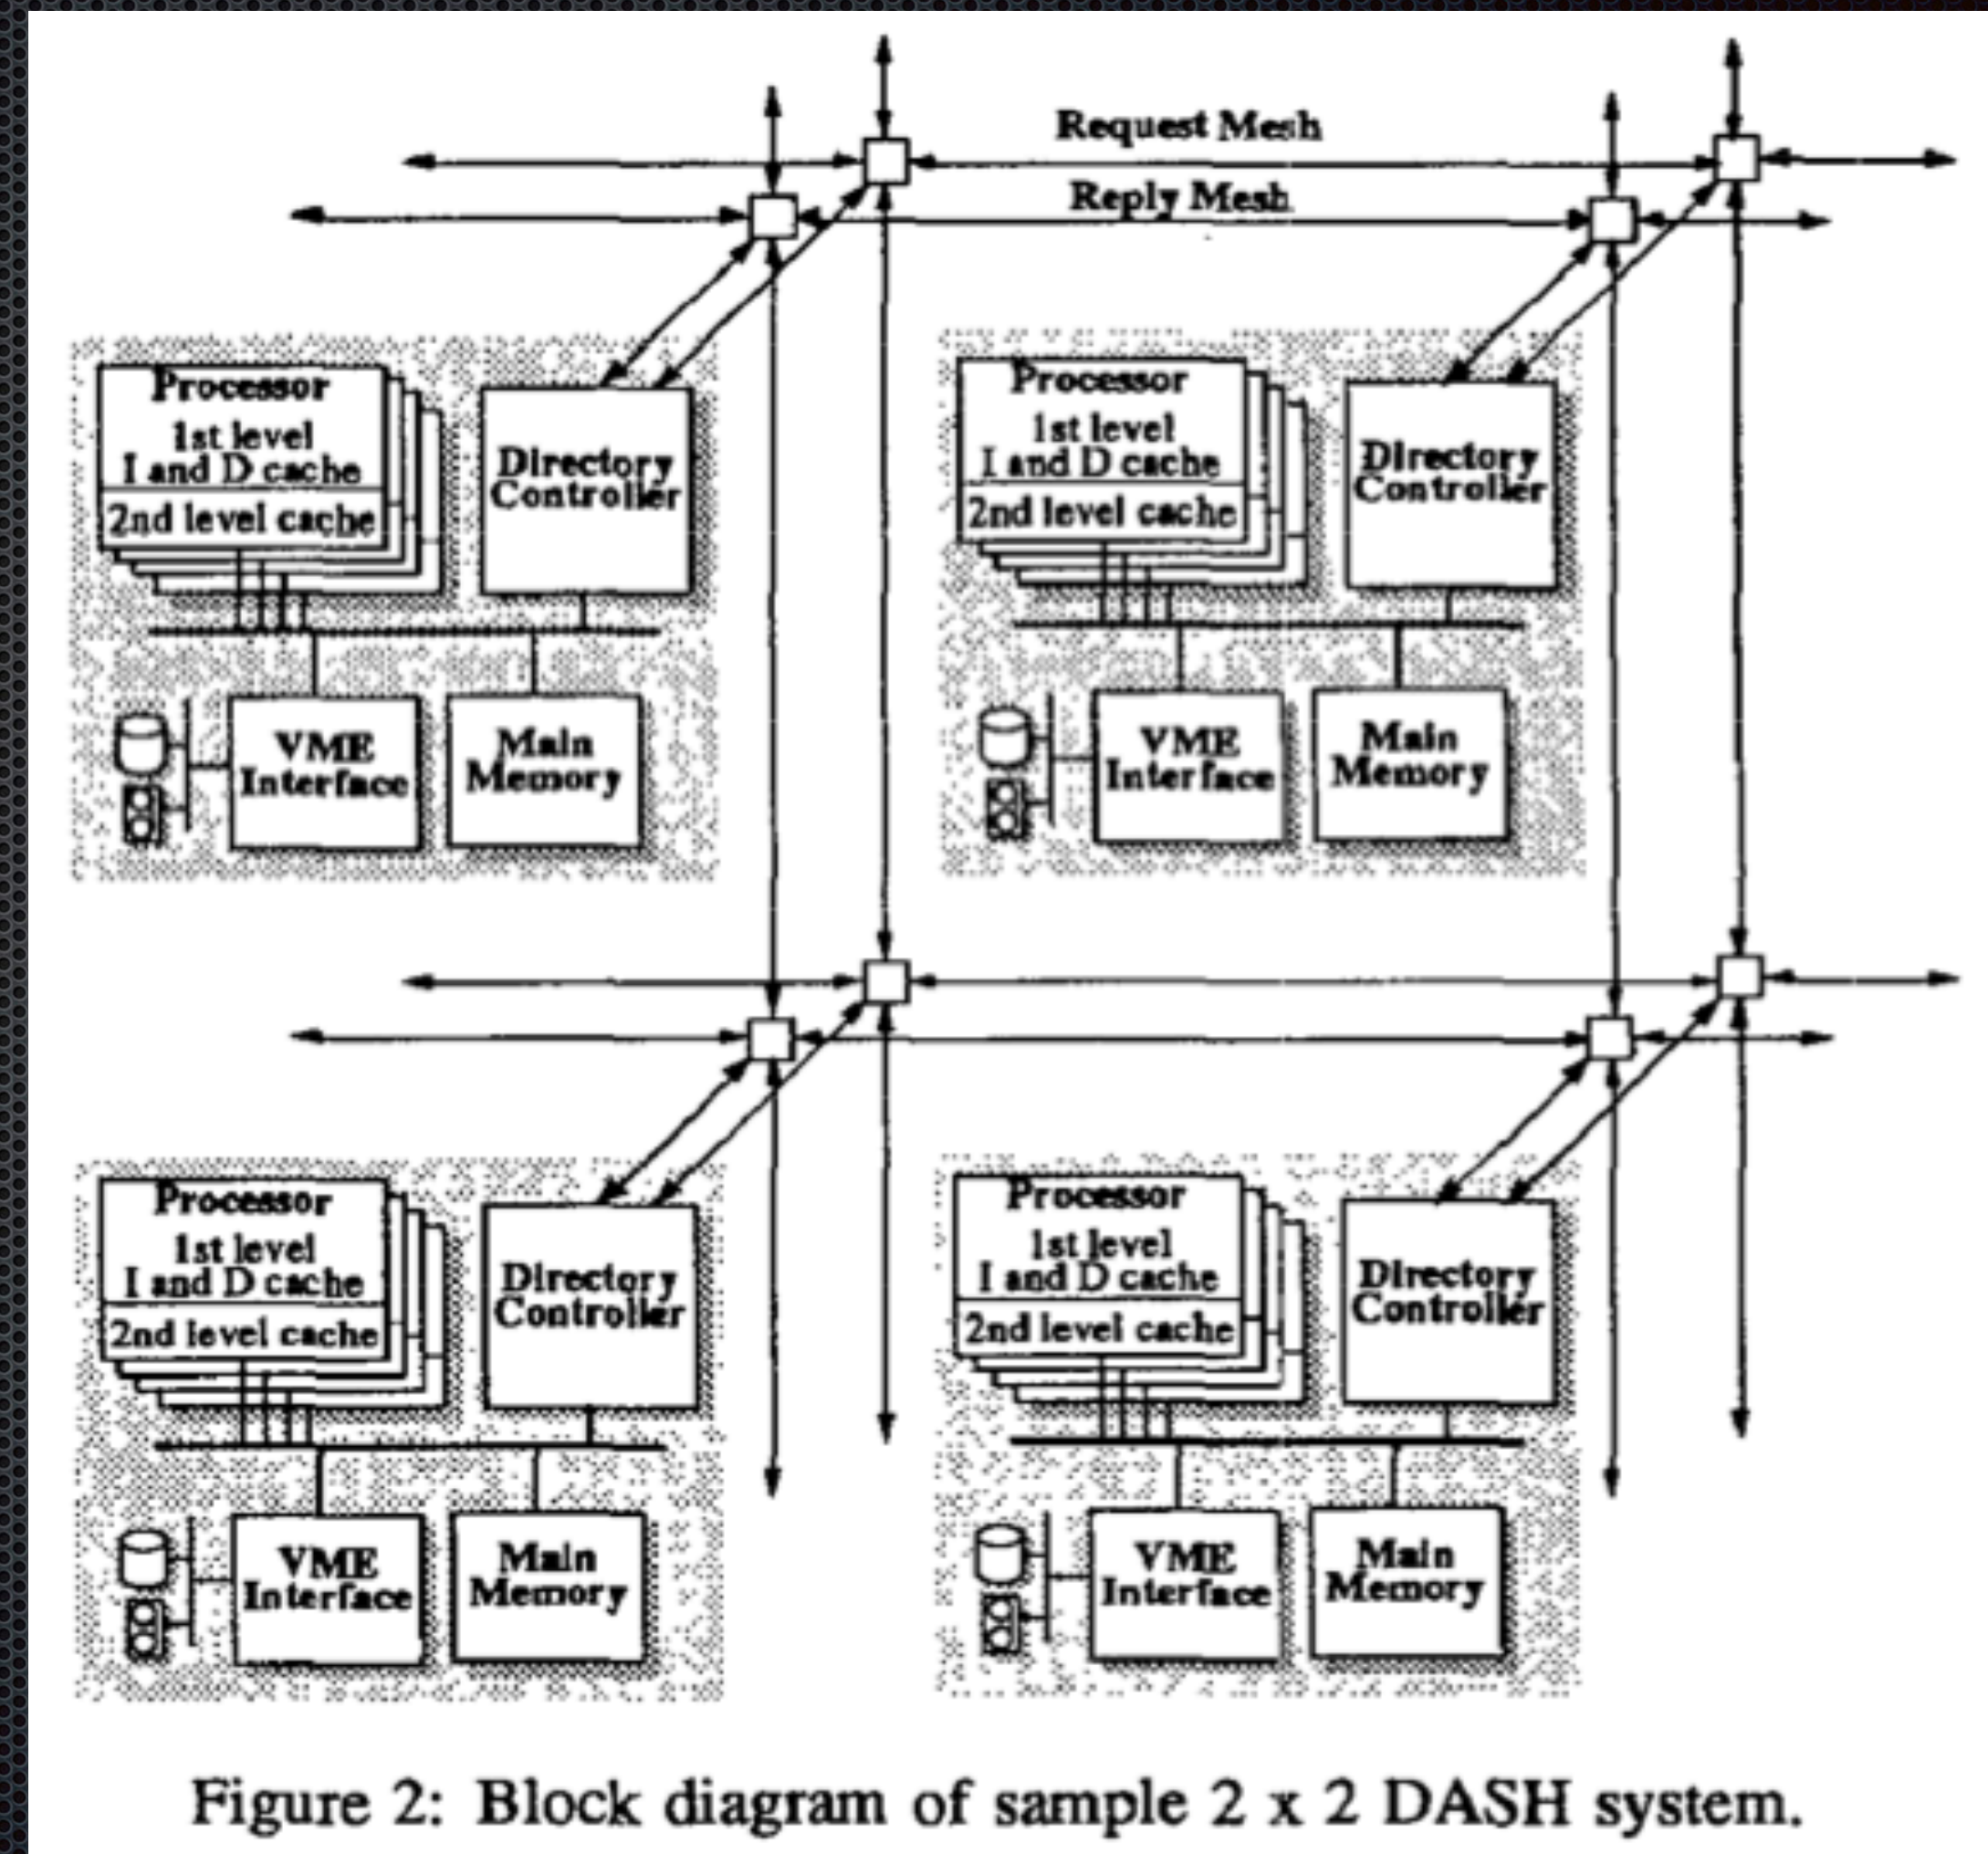 Request Mesh
Reply Mesh
Processor
1st level
I and D cache
2nd level cache
Directory
Controller
VME
Interface
Main
Memory
Processor
1st level
I and D cache
2nd level cache
Directory
Controller
VME
Interface
Main
Memory
Processor
1st level
I and D cache
2nd level cache
Directory
Controller
VME
Interface
Main
Memory
Processor
1st level
I and D cache
2nd level cache
Directory
Controller
VME
Interface
Main
Memory
Figure 2: Block diagram of sample 2 x 2 DASH system.